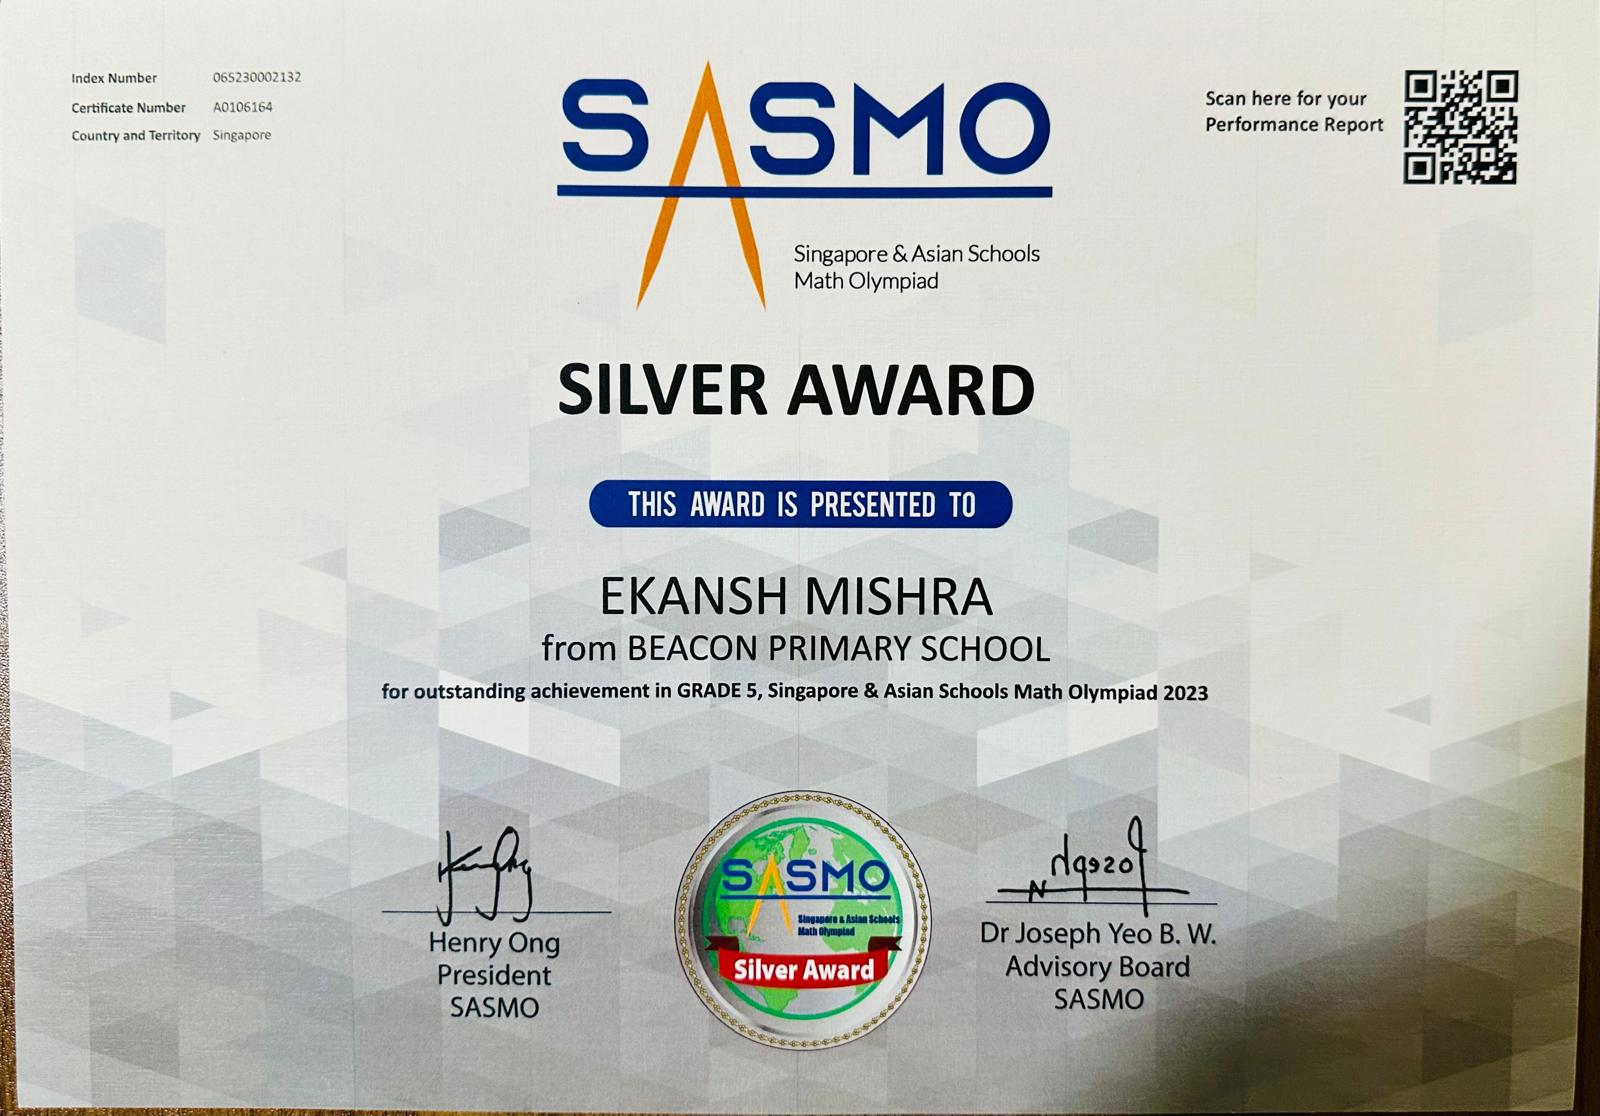 Index Number 065230002132
Certificate Number A0106164
Country and Territory Singapore
SASMO
Singapore & Asian Schools
Math Olympiad
Scan here for your
Performance Report
SILVER AWARD
THIS AWARD IS PRESENTED TO
EKANSH MISHRA
from BEACON PRIMARY SCHOOL
for outstanding achievement in GRADE 5, Singapore & Asian Schools Math Olympiad 2023
Henry Ong
President
SASMO
SASMO
Singapore & Asian Schools
Math Olympiad
Silver Award
Dr Joseph Yeo B. W.
Advisory Board
SASMO